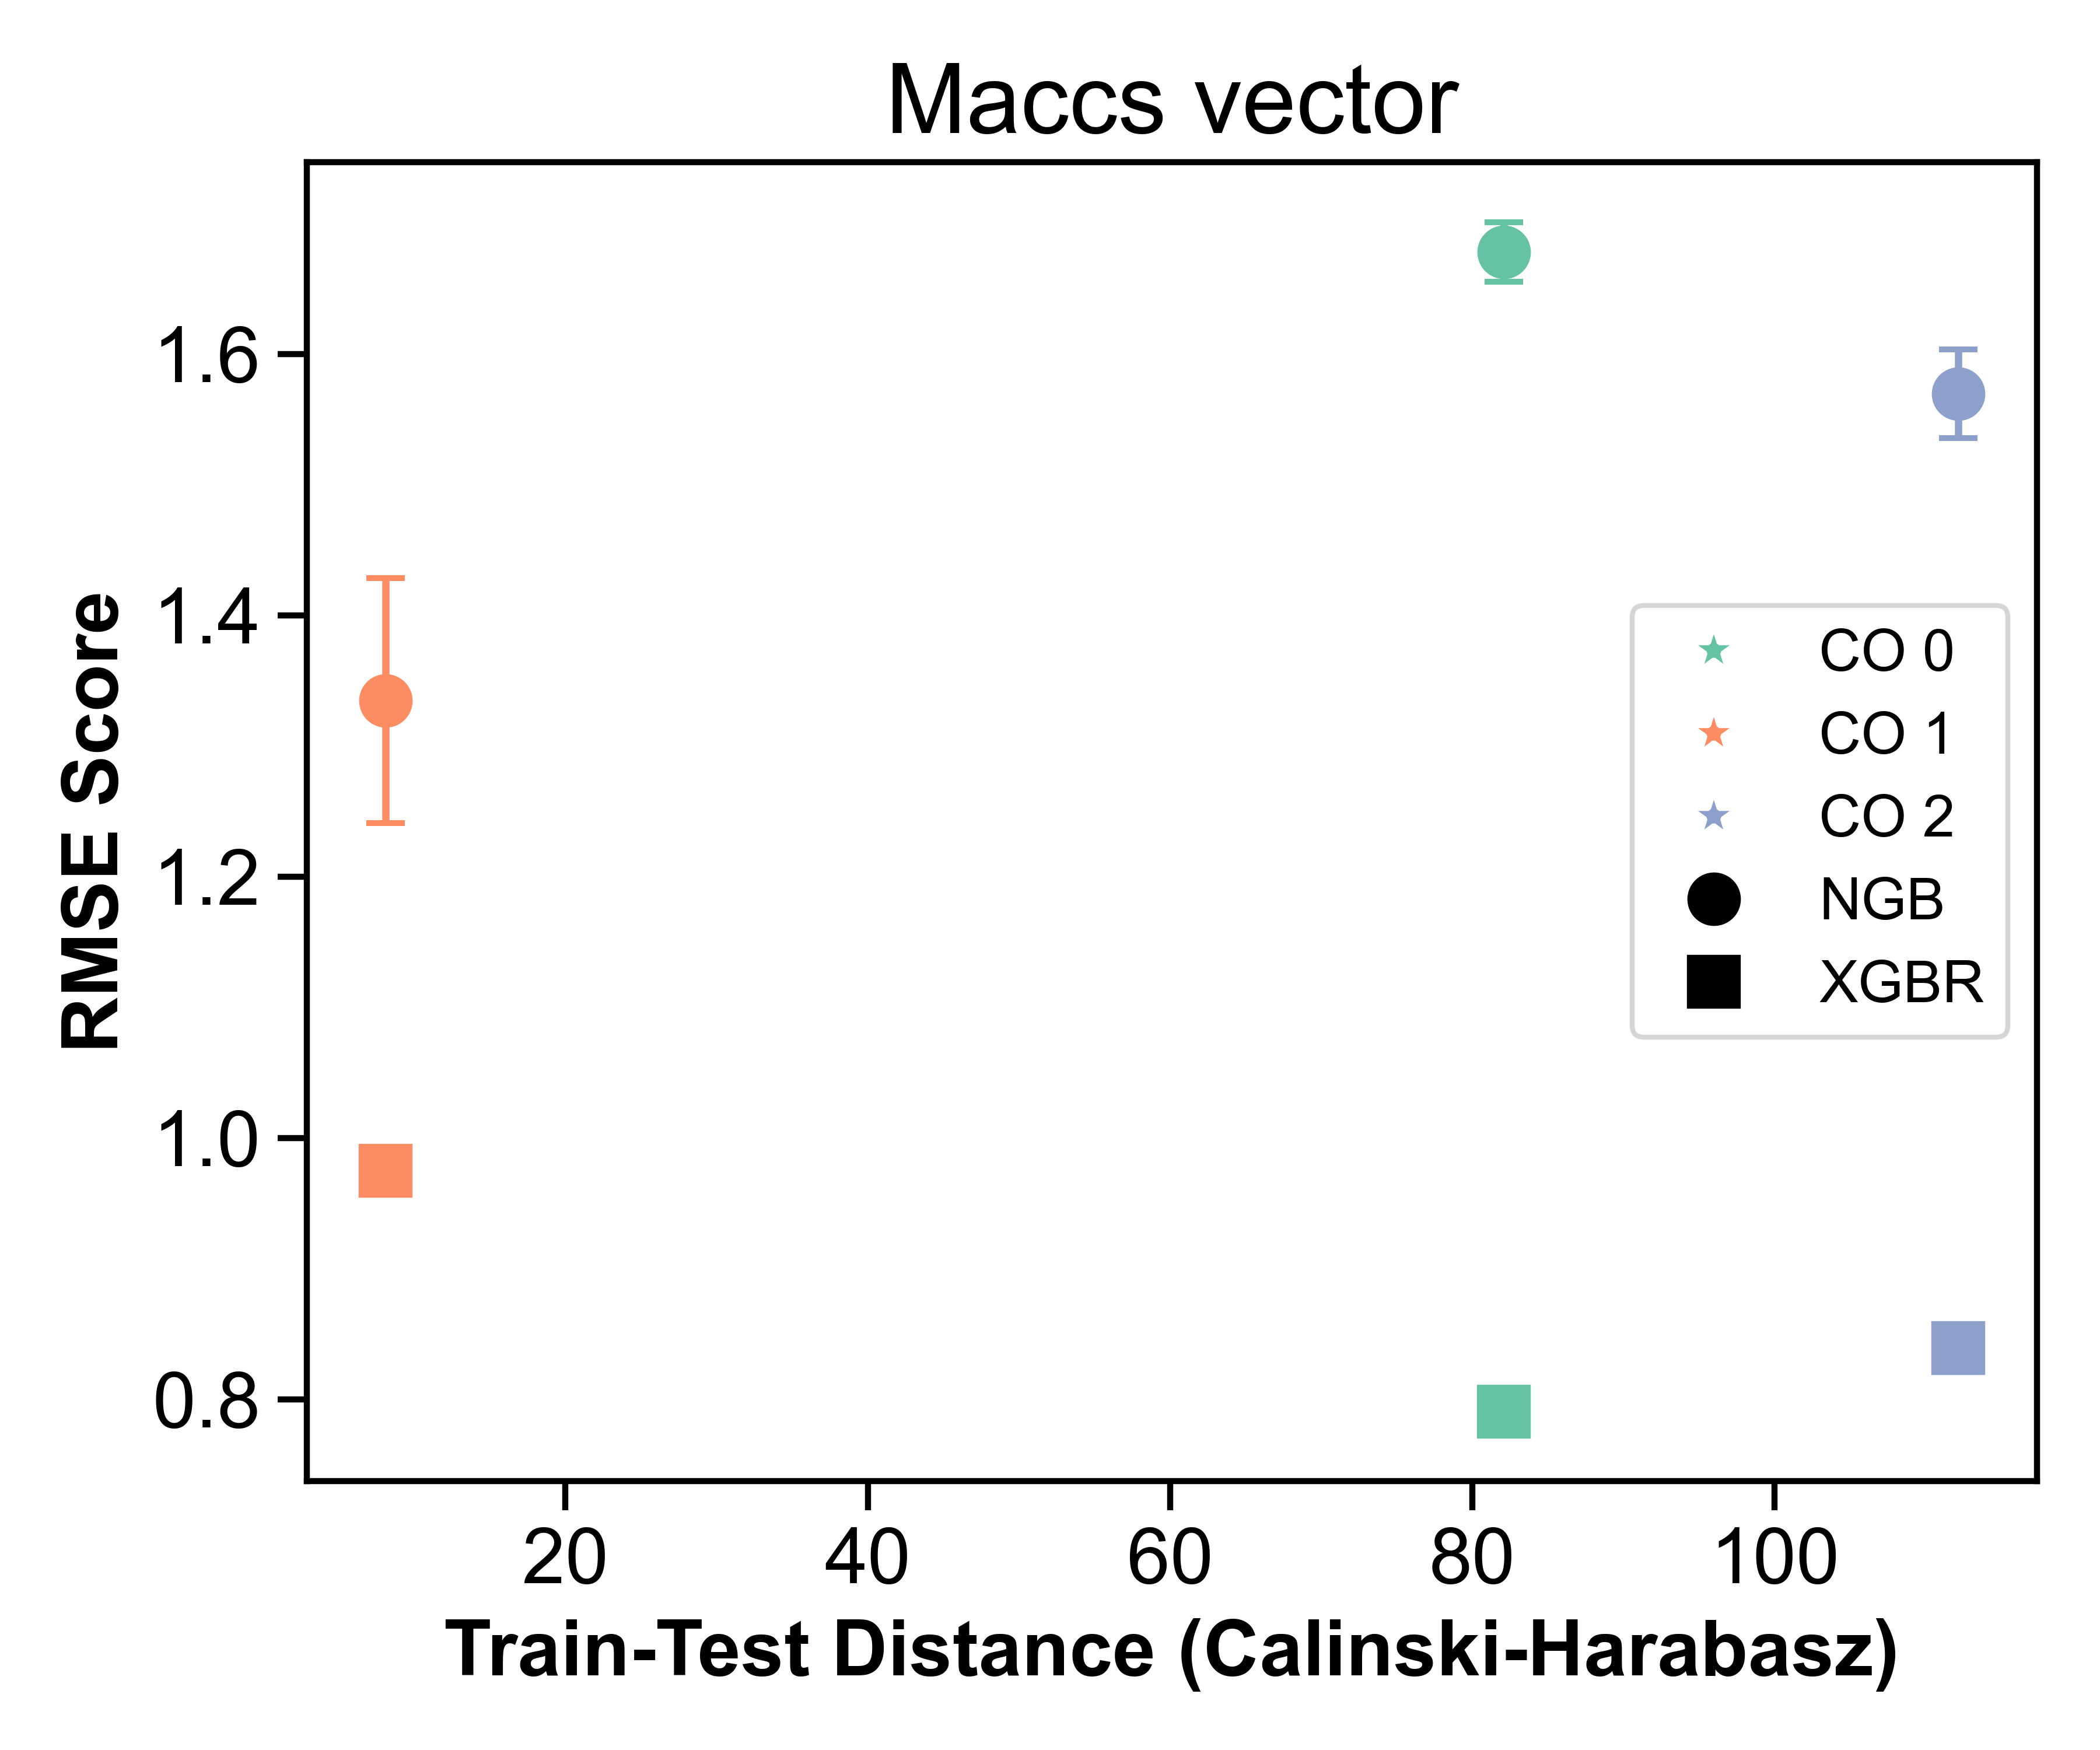 Maccs vector
RMSE Score
1.6
1.4
1.2
1.0
0.8
CO 0
CO 1
CO 2
NGB
XGBR
20 40 60 80 100
Train-Test Distance (Calinski-Harabasz)